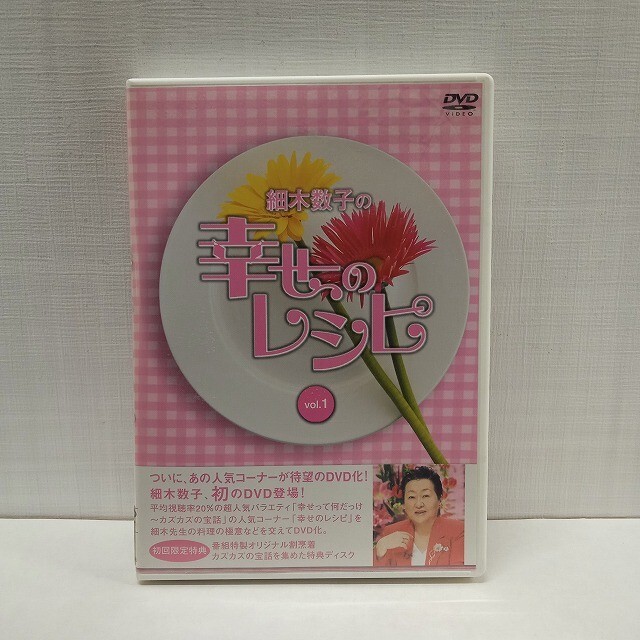 DVD
VIDEO
細木数子の
幸せの
レシピ
vol.1
ついに、あの人気コーナーが待望のDVD化!
細木数子、初のDVD登場!
平均視聴率20%の超人気バラエティ「幸せって何だっけ
〜カズカズの宝話」の人気コーナー「幸せのレシピ」を
細木先生の料理の極意などを交えてDVD化。
初回限定特典
番組特製オリジナル割烹着
カズカズの宝話を集めた特典ディスク